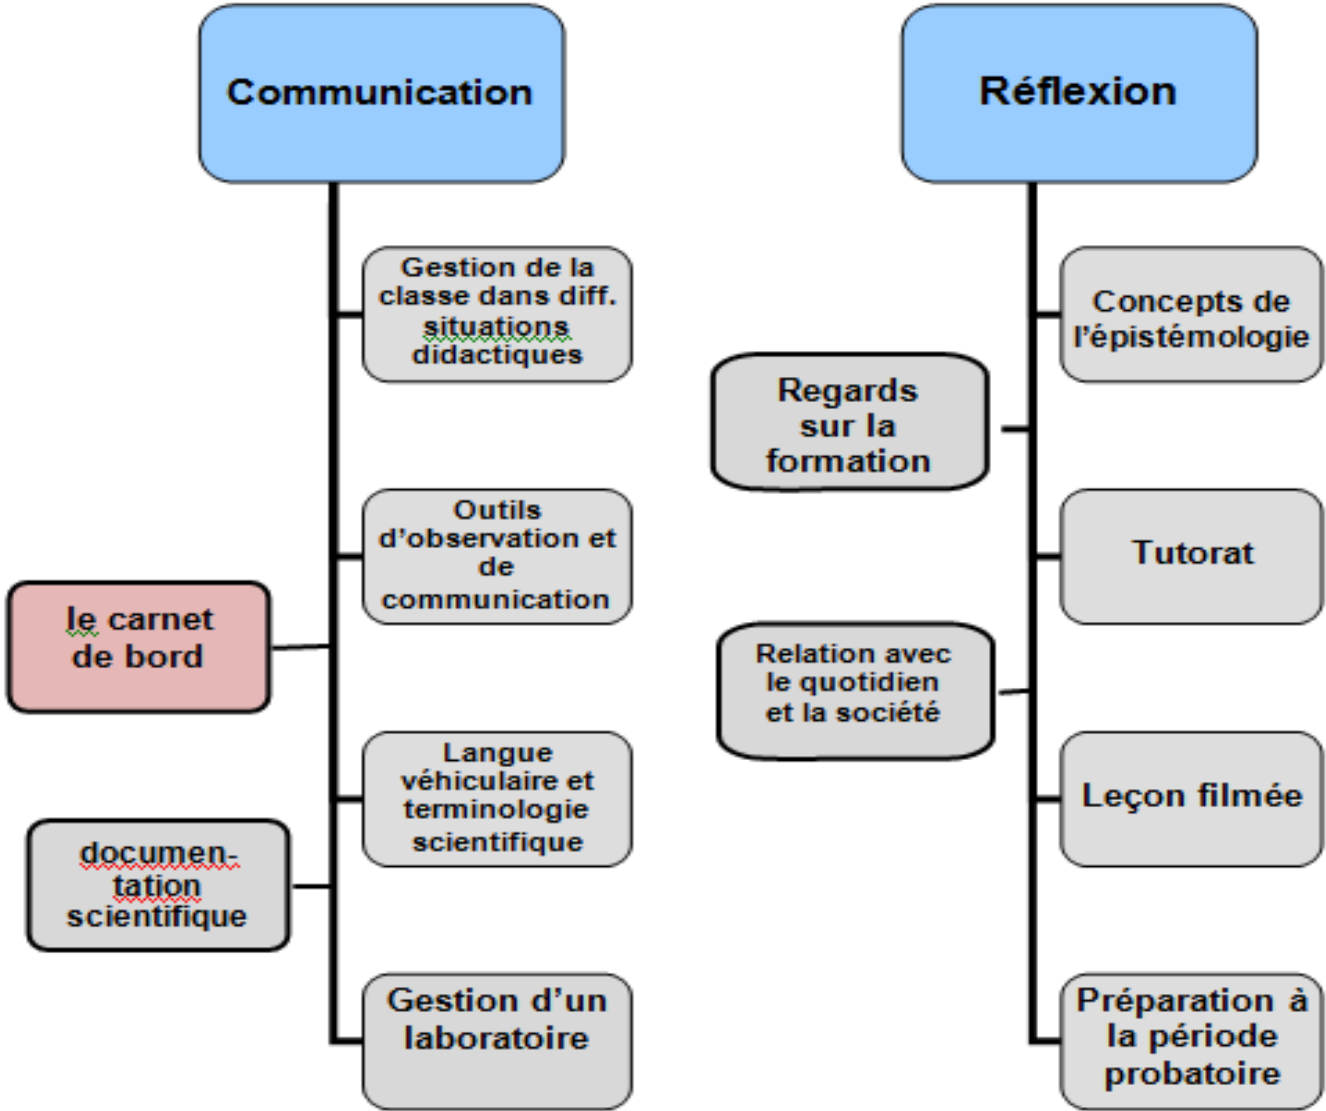 Communication
Gestion de la
classe dans diff.
situations
didactiques
Outils
d’observation et
de
communication
le carnet
de bord
Langue
véhiculaire et
terminologie
scientifique
documen-
tation
scientifique
Gestion d’un
laboratoire
Réflexion
Concepts de
l’épistémologie
Regards
sur la
formation
Tutorat
Relation avec
le quotidien
et la société
Leçon filmée
Préparation à
la période
probatoire